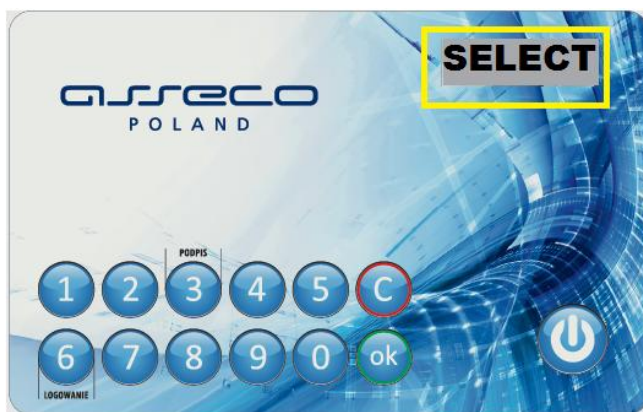 SELECT
asseco
POLAND
PODPIS
1 2 3 4 5 C
6 7 8 9 0 ok
LOGOWANIE